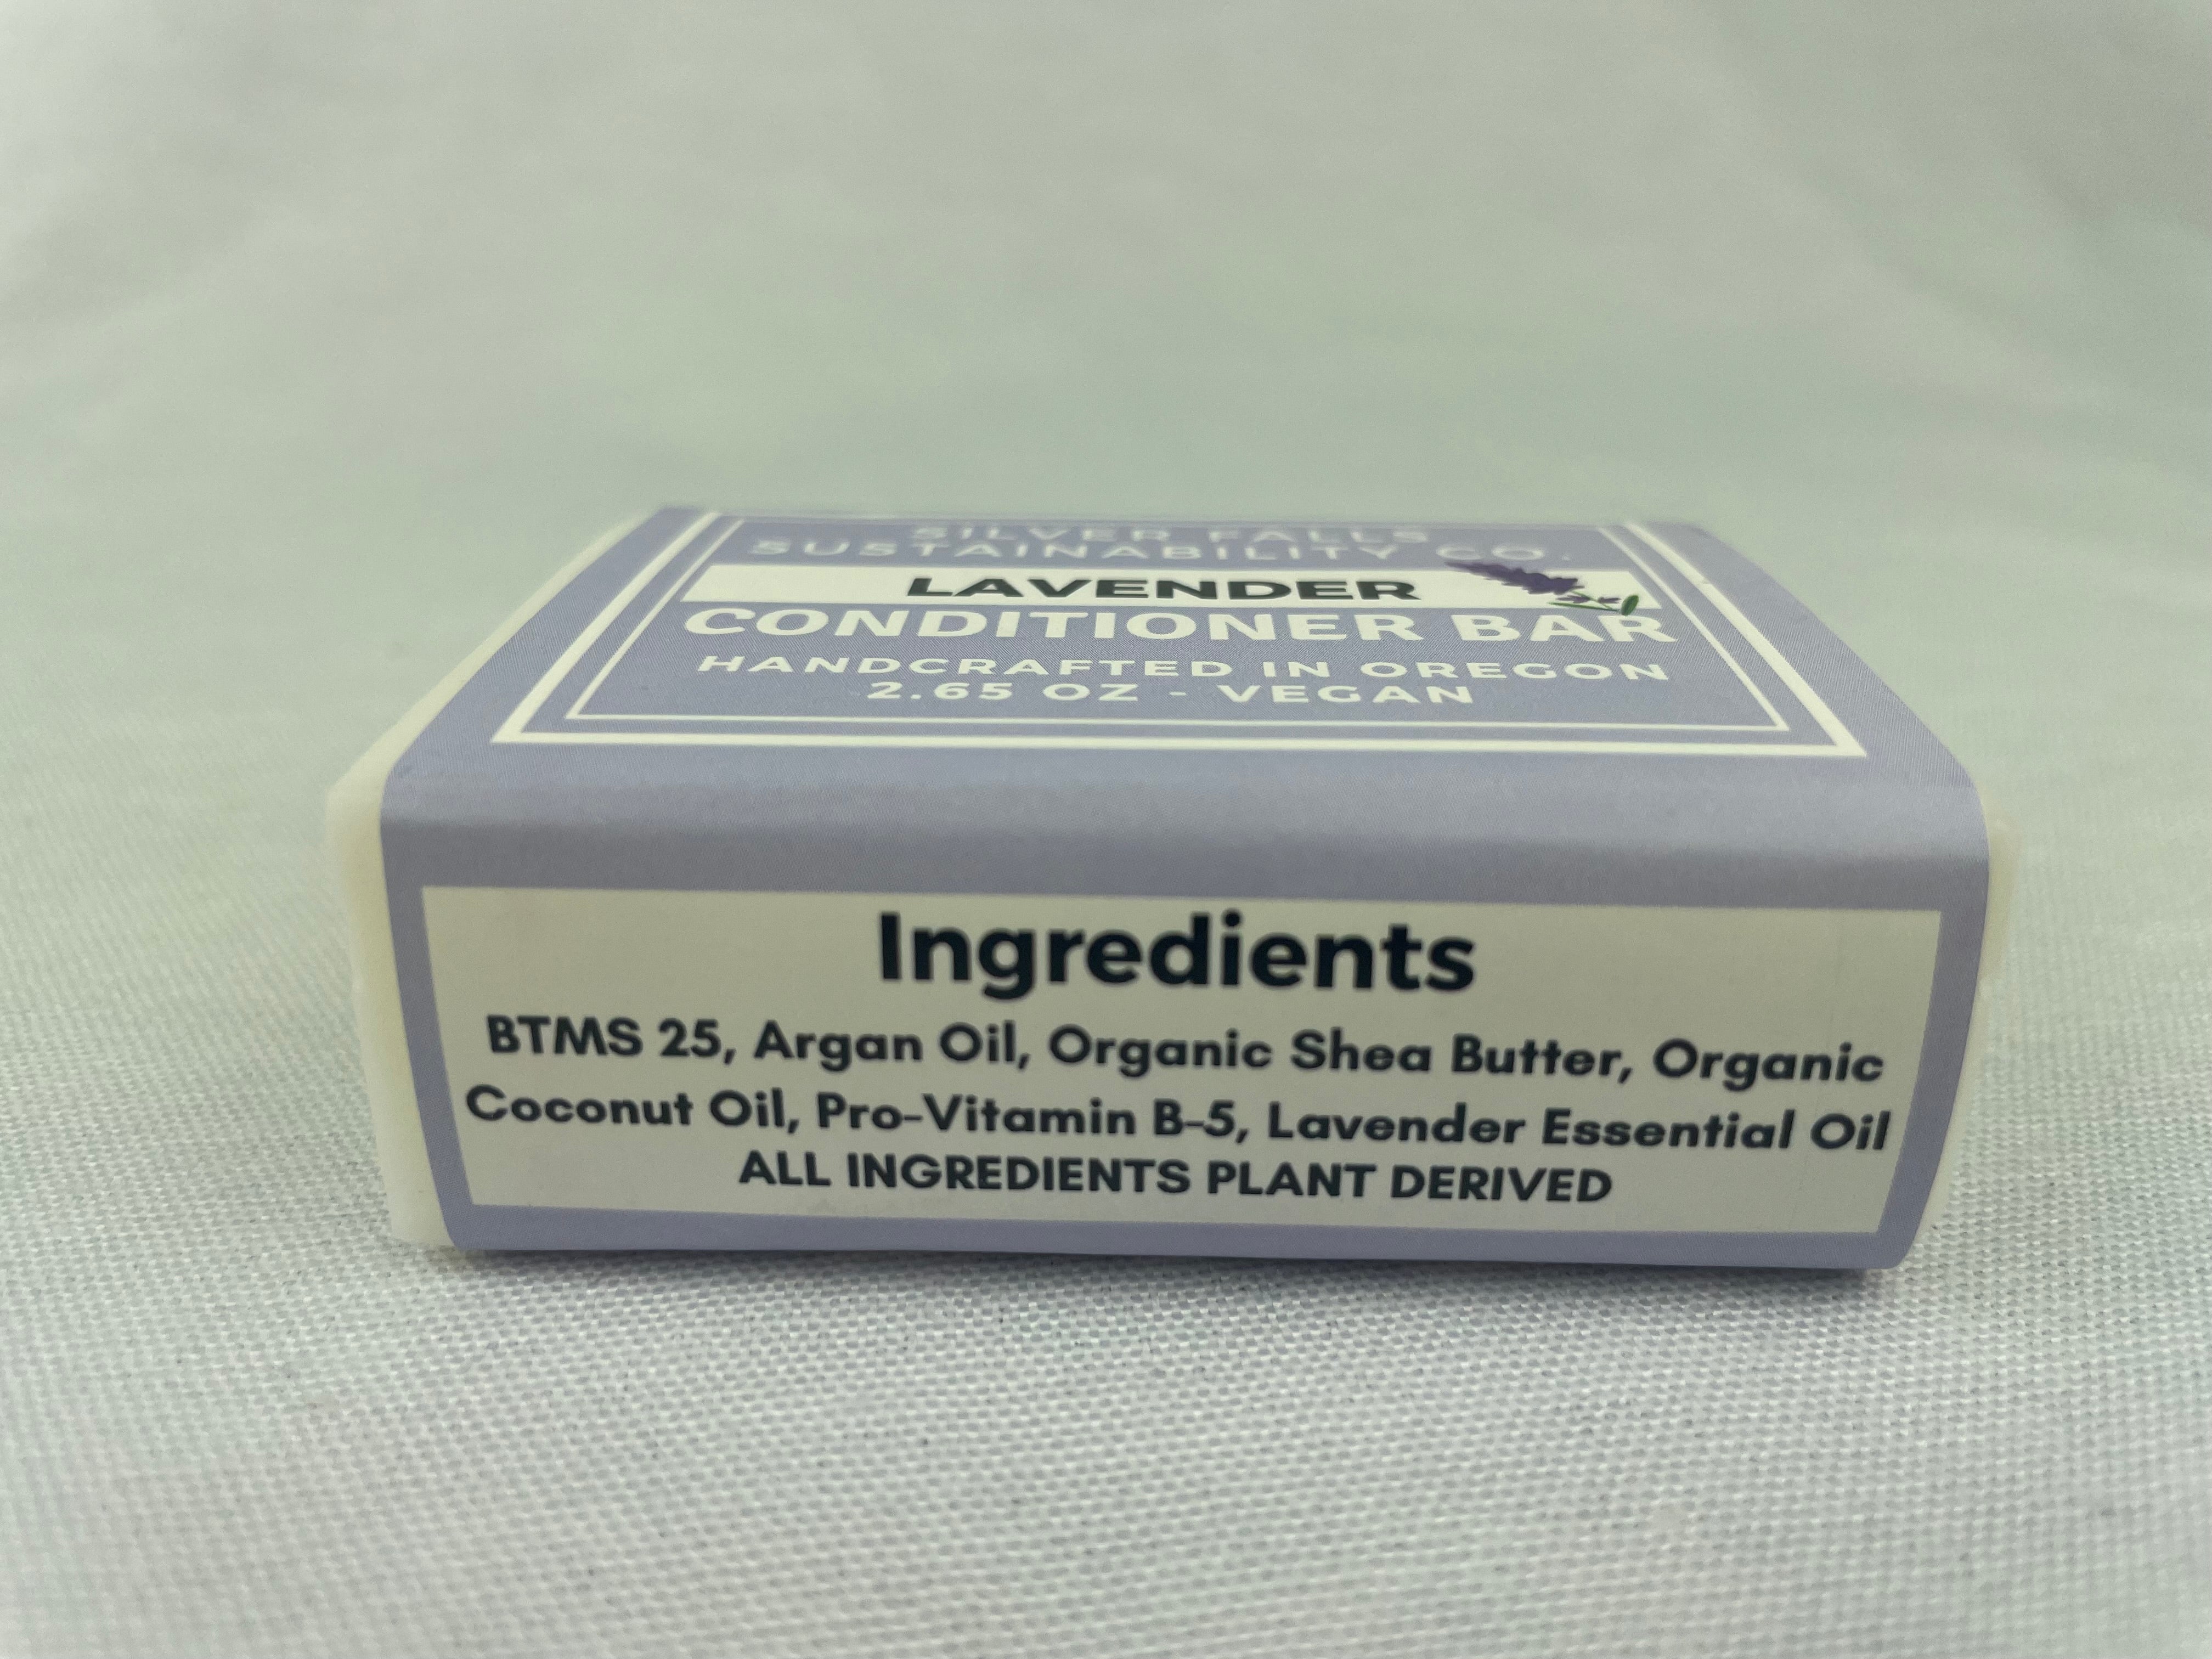 SILVER FALLS
SUSTAINABILITY CO.
LAVENDER
CONDITIONER BAR
HANDCRAFTED IN OREGON
2.65 OZ - VEGAN
Ingredients
BTMS 25, Argan Oil, Organic Shea Butter, Organic
Coconut Oil, Pro-Vitamin B-5, Lavender Essential Oil
ALL INGREDIENTS PLANT DERIVED